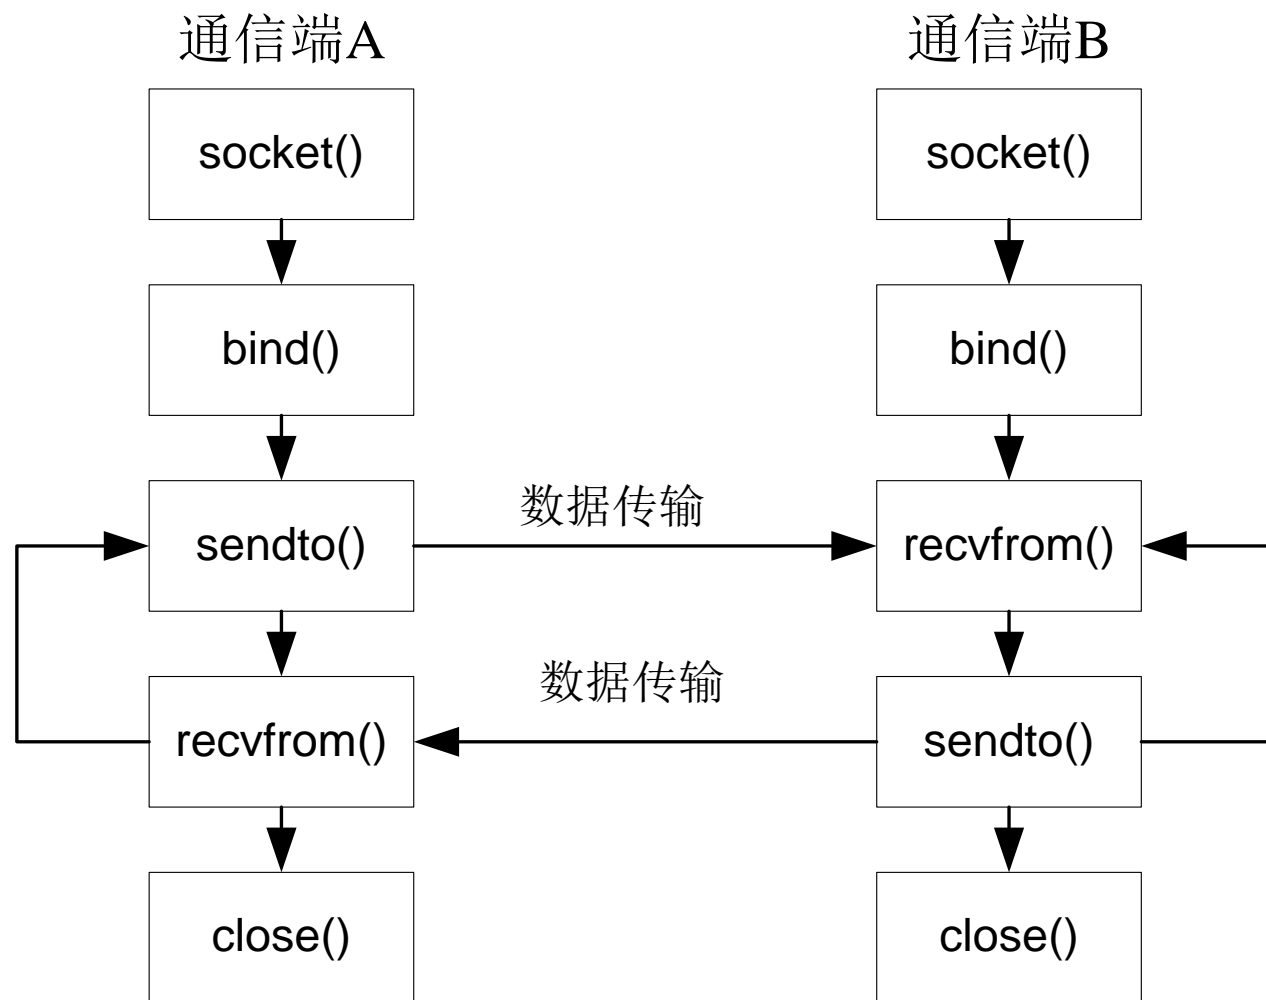 通信端A
通信端B
socket()
socket()
bind()
bind()
数据传输
sendto()
recvfrom()
数据传输
recvfrom()
sendto()
close()
close()